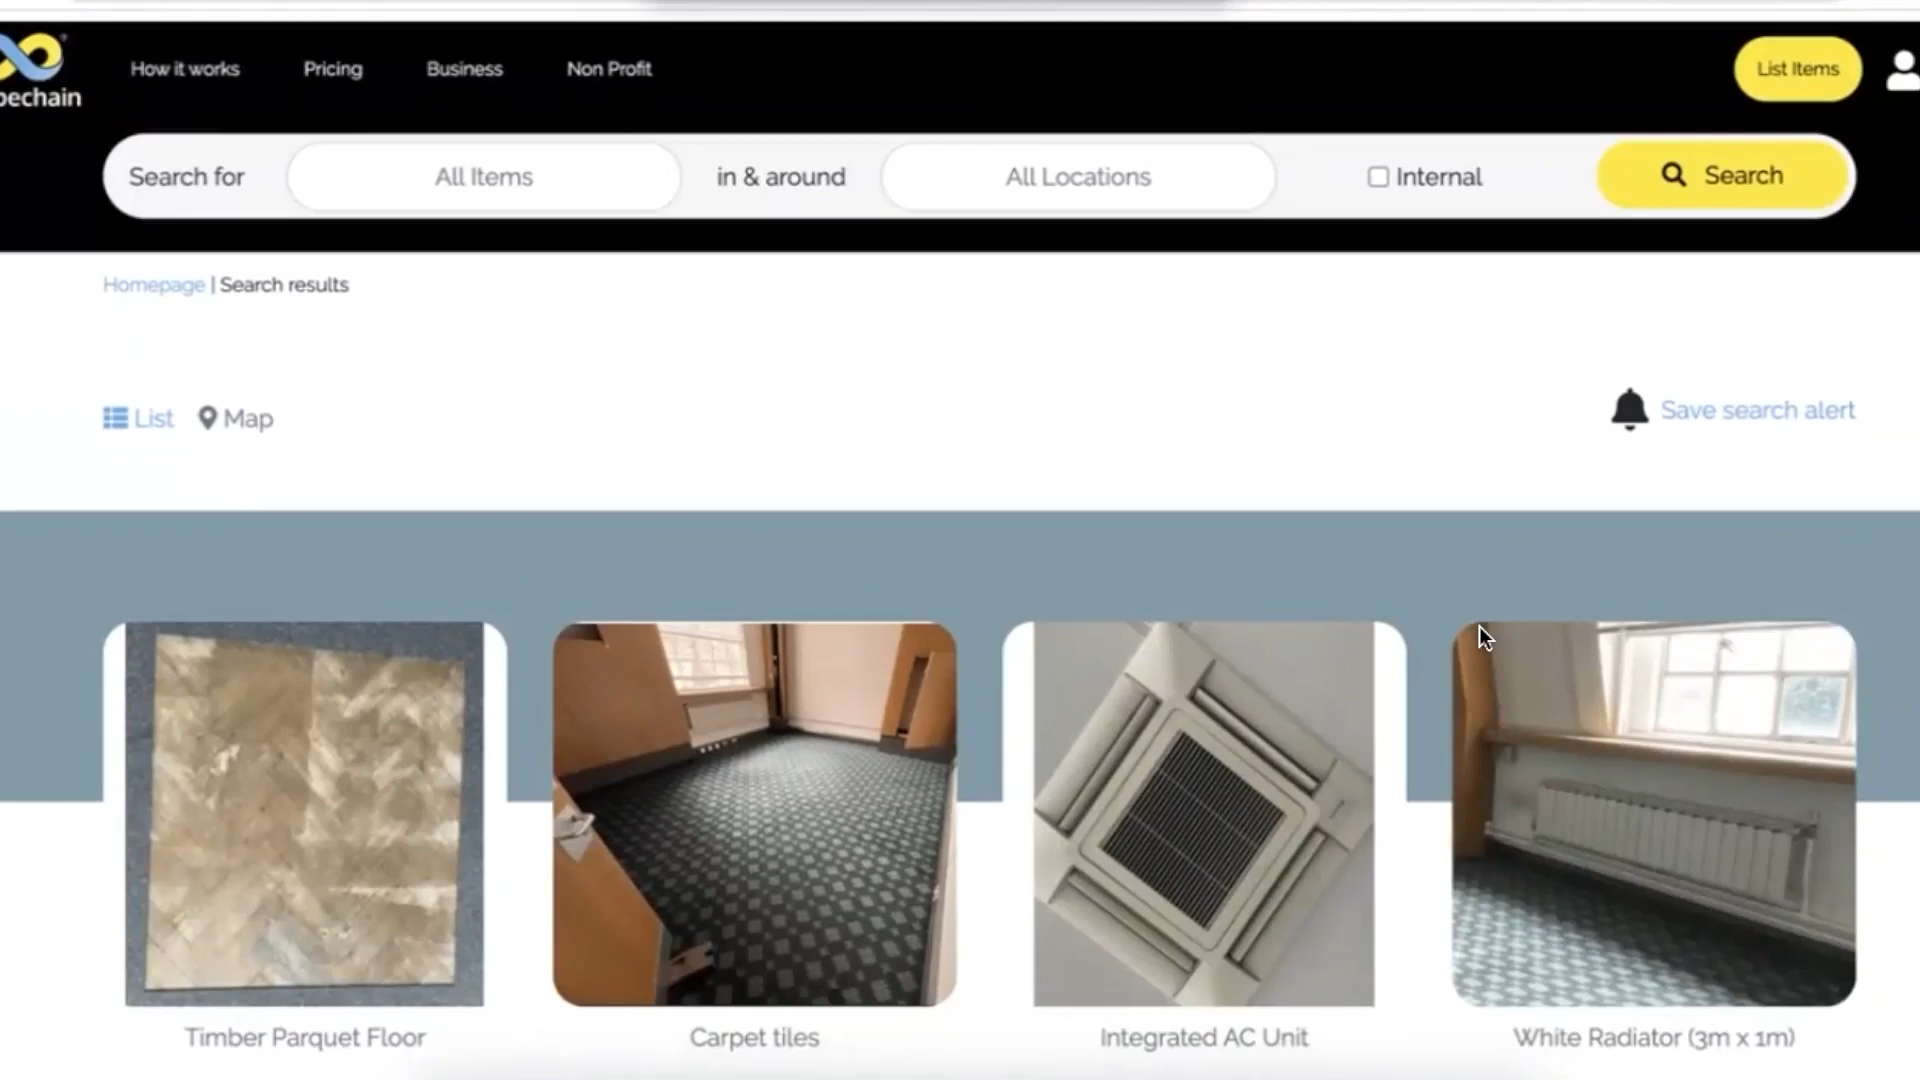 How it works
Pricing
Business
Non Profit
List Items
pechain
Search for
All Items
in & around
All Locations
Internal
Search
Homepage | Search results
List
Map
Save search alert
Timber Parquet Floor
Carpet tiles
Integrated AC Unit
White Radiator (3m x 1m)